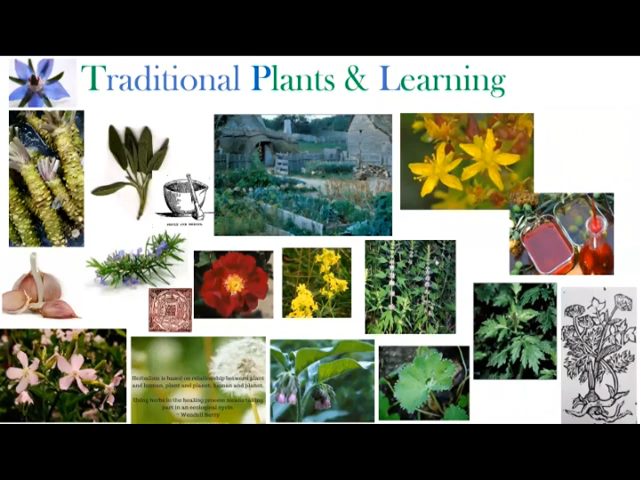 Traditional Plants & Learning
Herbalism is based on relationship between plant
and human, plant and planet, human and planet.
Using herbs in the healing process means taking
part in an ecological cycle.
~ Wendell Berry